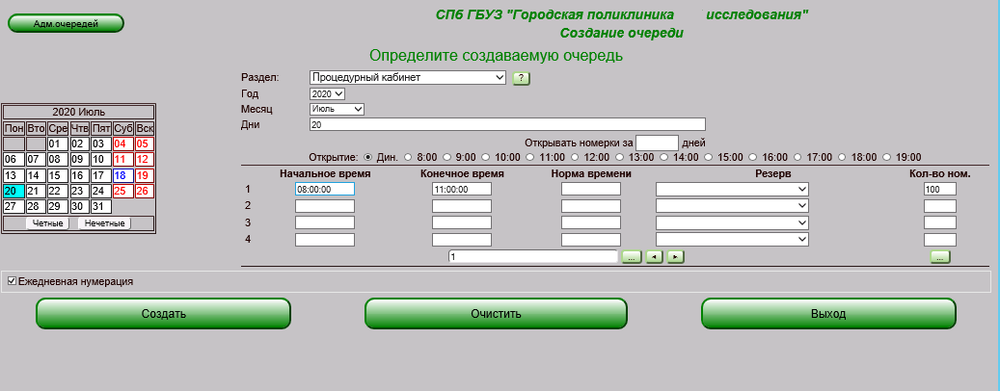 Адм.очередей
СПб ГБУЗ "Городская поликлиника исследования"
Создание очереди
Определите создаваемую очередь
Раздел: Процедурный кабинет ?
Год 2020
Месяц Июль
Дни 20
Открывать номерки за дней
Открытие: Дин. 8:00 9:00 10:00 11:00 12:00 13:00 14:00 15:00 16:00 17:00 18:00 19:00
2020 Июль
Пон Вто Сре Чтв Пят Суб Вск
01 02 03 04 05
06 07 08 09 10 11 12
13 14 15 16 17 18 19
20 21 22 23 24 25 26
27 28 29 30 31
Четные Нечетные
Начальное время Конечное время Норма времени Резерв Кол-во ном.
1 08:00:00 11:00:00 100
2
3
4
1 ... ◄ ► ...
Ежедневная нумерация
Создать Очистить Выход